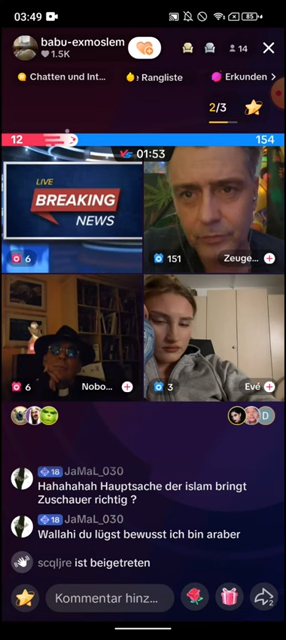 03:49
85%
babu-exmoslem
1.5K
14
Chatten und Int...
Rangliste
Erkunden
2/3
12
VS 01:53
154
LIVE
BREAKING
NEWS
6
151
Zeuge...
6
Nobo...
3
Evé
D
18 JaMaL_030
Hahahahah Hauptsache der islam bringt
Zuschauer richtig ?
18 JaMaL_030
Wallahi du lügst bewusst ich bin araber
scqljre ist beigetreten
Kommentar hinz...
2